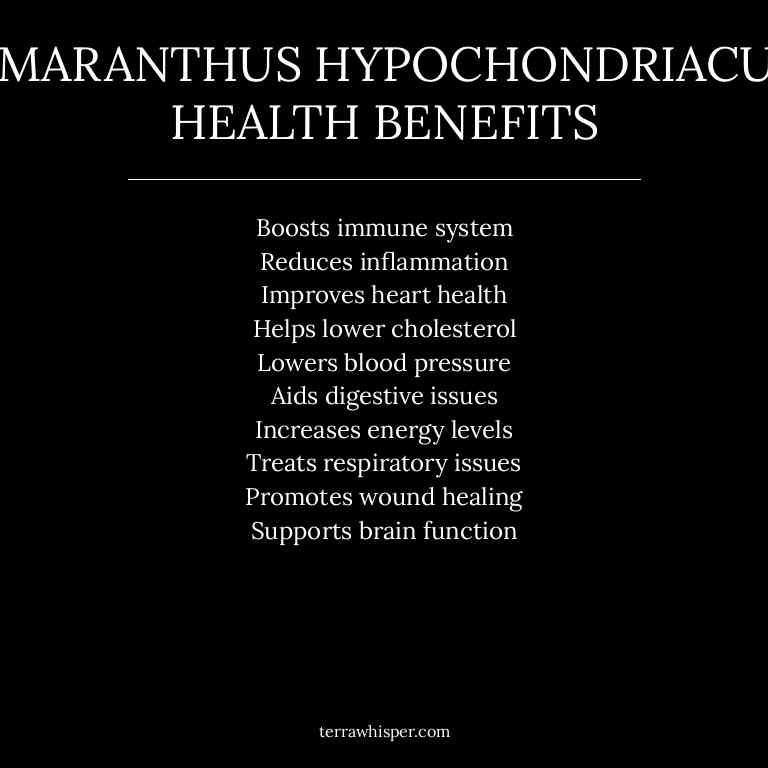 MARANTHUS HYPOCHONDRIACU
HEALTH BENEFITS
Boosts immune system
Reduces inflammation
Improves heart health
Helps lower cholesterol
Lowers blood pressure
Aids digestive issues
Increases energy levels
Treats respiratory issues
Promotes wound healing
Supports brain function
terrawhisper.com